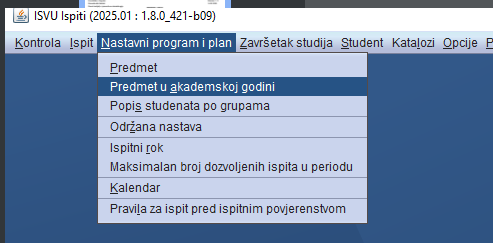 ISVU Ispiti (2025.01 : 1.8.0_421-b09)
Kontrola Ispit Nastavni program i plan Završetak studija Student Katalozi Opcije
Predmet
Predmet u akademskoj godini
Popis studenata po grupama
Održana nastava
Ispitni rok
Maksimalan broj dozvoljenih ispita u periodu
Kalendar
Pravila za ispit pred ispitnim povjerenstvom